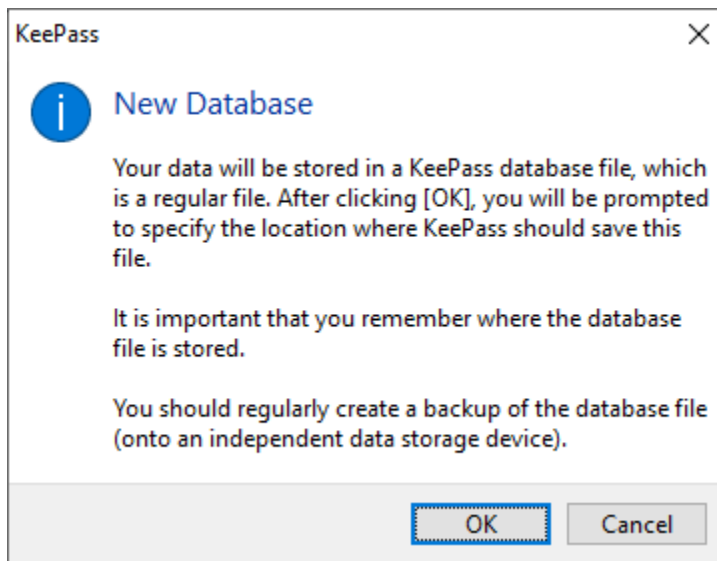 KeePass
New Database
Your data will be stored in a KeePass database file, which
is a regular file. After clicking [OK], you will be prompted
to specify the location where KeePass should save this
file.
It is important that you remember where the database
file is stored.
You should regularly create a backup of the database file
(onto an independent data storage device).
OK
Cancel